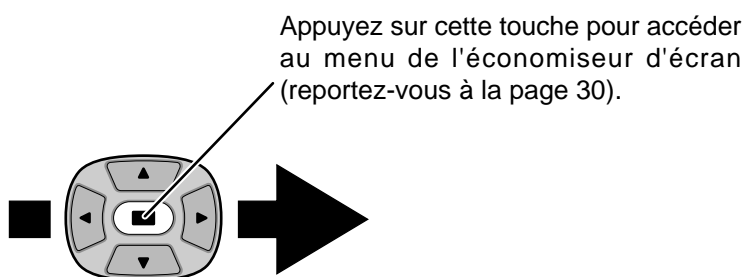 Appuyez sur cette touche pour accéder
au menu de l'économiseur d'écran
(reportez-vous à la page 30).